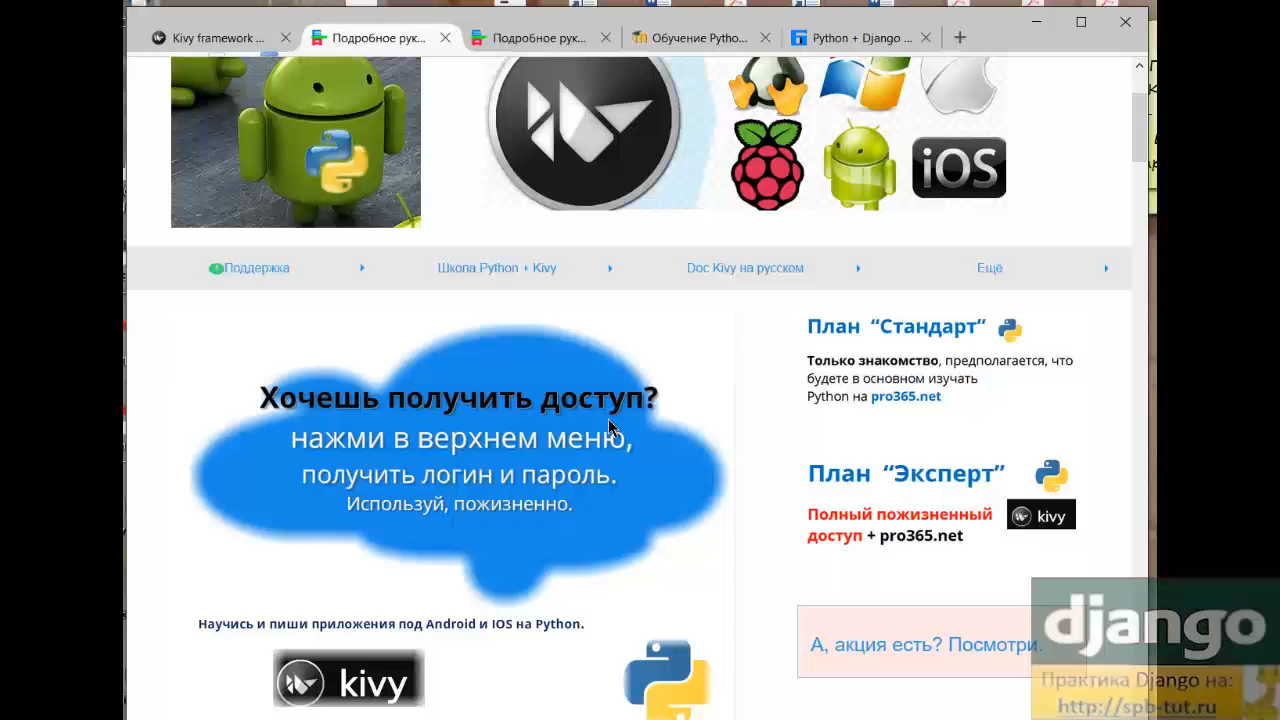 Kivy framework ...
Подробное рук...
Подробное рук...
Обучение Pytho...
Python + Django ...
iOS
Поддержка
Школа Python + Kivy
Doc Kivy на русском
Ещё
Хочешь получить доступ?
нажми в верхнем меню,
получить логин и пароль.
Используй, пожизненно.
Научись и пиши приложения под Android и IOS на Python.
kivy
План “Стандарт”
Только знакомство, предполагается, что
будете в основном изучать
Python на pro365.net
План “Эксперт”
Полный пожизненный
доступ + pro365.net
kivy
А, акция есть? Посмотри.
django
Практика Django на:
http://spb-tut.ru